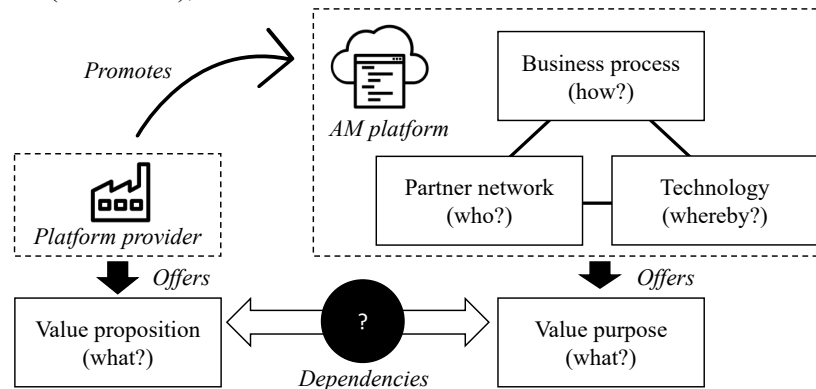 Promotes
AM platform
Business process
(how?)
Partner network
(who?)
Technology
(whereby?)
Platform provider
Offers
Offers
Value proposition
(what?)
?
Value purpose
(what?)
Dependencies